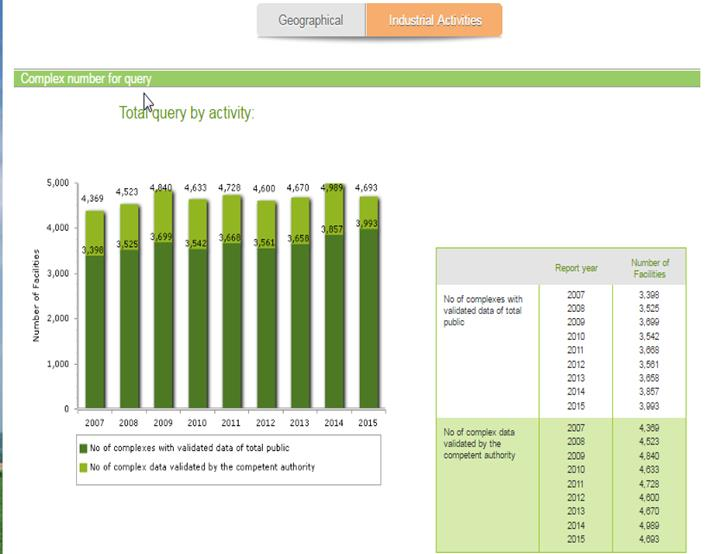 Geographical Industrial Activities
Complex number for query
Total query by activity:
5,000
4,000
3,000
2,000
1,000
0
Number of Facilities
4,369 4,523 4,840 4,633 4,728 4,600 4,670 4,989 4,693
3,398 3,525 3,699 3,542 3,668 3,561 3,658 3,857 3,993
2007 2008 2009 2010 2011 2012 2013 2014 2015
No of complexes with validated data of total public
No of complex data validated by the competent authority
Report year
Number of
Facilities
No of complexes with
validated data of total
public
2007 3,398
2008 3,525
2009 3,699
2010 3,542
2011 3,668
2012 3,561
2013 3,658
2014 3,857
2015 3,993
No of complex data
validated by the
competent authority
2007 4,369
2008 4,523
2009 4,840
2010 4,633
2011 4,728
2012 4,600
2013 4,670
2014 4,989
2015 4,693